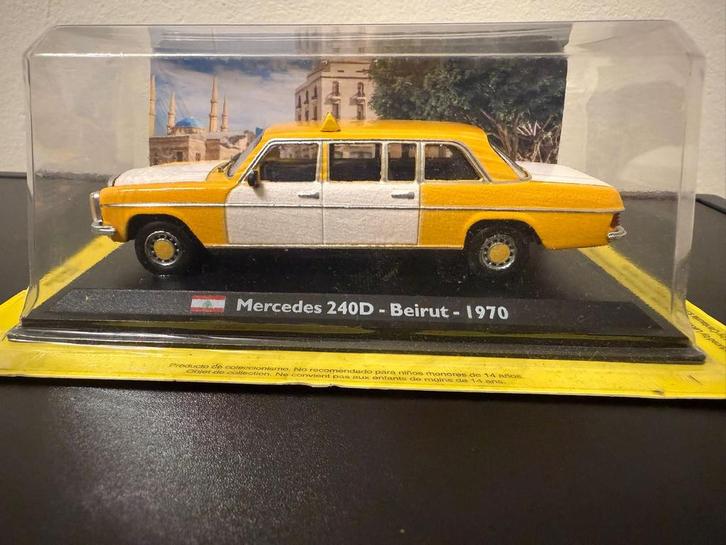 Mercedes 240D - Beirut - 1970
Producto de coleccionismo. No recomendado para niños menores de 14 años.
Objet de collection. Ne convient pas aux enfants de moins de 14 ans.